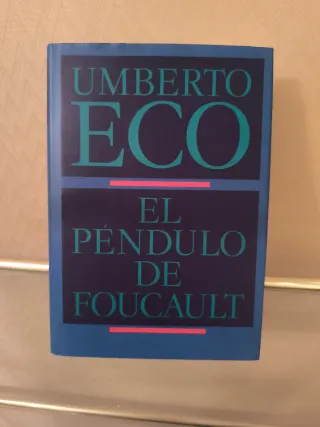 UMBERTO
ECO
EL
PÉNDULO
DE
FOUCAULT